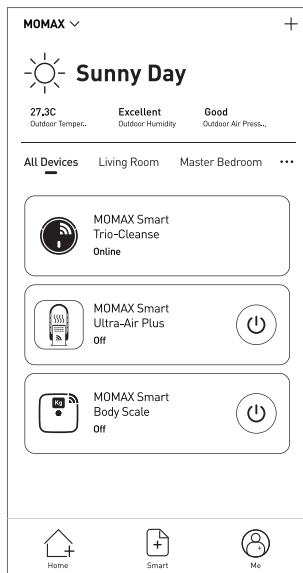 MOMAX
Sunny Day
27.3C Excellent Good
Outdoor Temper.. Outdoor Humidity Outdoor Air Press..,
All Devices Living Room Master Bedroom
MOMAX Smart
Trio-Cleanse
Online
MOMAX Smart
Ultra-Air Plus
Off
Kg
MOMAX Smart
Body Scale
Off
Home Smart Me